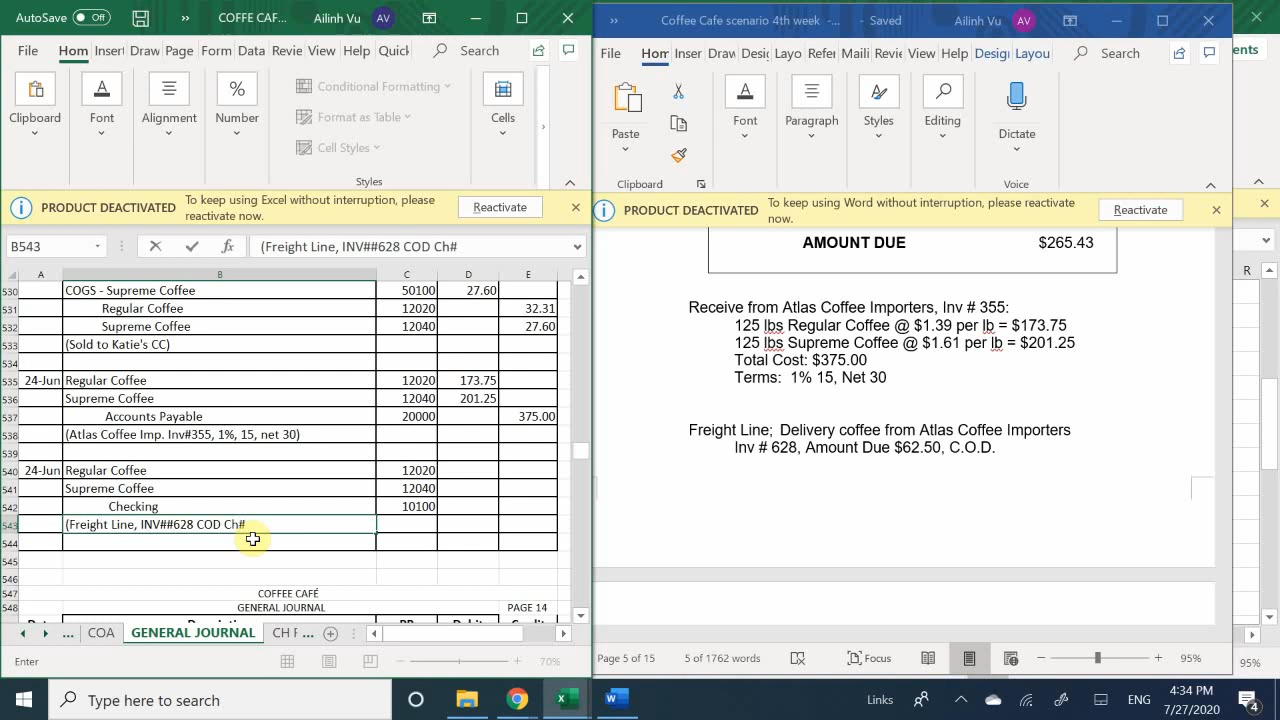 AutoSave Off » COFFE CAF... Ailinh Vu AV
File Hom Insert Draw Page Form Data Revie View Help Quick Search
Clipboard Font Alignment Number Conditional Formatting Format as Table Cell Styles Styles Cells
PRODUCT DEACTIVATED To keep using Excel without interruption, please reactivate now. Reactivate
B543 fx (Freight Line, INV##628 COD Ch#
A B C D E
530 COGS - Supreme Coffee 50100 27.60
531 Regular Coffee 12020 32.31
532 Supreme Coffee 12040 27.60
533 (Sold to Katie's CC)
534
535 24-Jun Regular Coffee 12020 173.75
536 Supreme Coffee 12040 201.25
537 Accounts Payable 20000 375.00
538 (Atlas Coffee Imp. Inv#355, 1%, 15, net 30)
539
540 24-Jun Regular Coffee 12020
541 Supreme Coffee 12040
542 Checking 10100
543 (Freight Line, INV##628 COD Ch#
544
545
546
547 COFFEE CAFÉ
548 GENERAL JOURNAL PAGE 14
... COA GENERAL JOURNAL CH F ...
Enter 70%
» Coffee Cafe scenario 4th week -... - Saved Ailinh Vu AV
File Hom Inser Draw Desig Layo Refer Maili Revie View Help Desig Layou Search
Paste Clipboard Font Paragraph Styles Editing Dictate Voice
PRODUCT DEACTIVATED To keep using Word without interruption, please reactivate now. Reactivate
AMOUNT DUE $265.43
Receive from Atlas Coffee Importers, Inv # 355:
125 lbs Regular Coffee @ $1.39 per lb = $173.75
125 lbs Supreme Coffee @ $1.61 per lb = $201.25
Total Cost: $375.00
Terms: 1% 15, Net 30
Freight Line; Delivery coffee from Atlas Coffee Importers
Inv # 628, Amount Due $62.50, C.O.D.
Page 5 of 15 5 of 1762 words Focus 95%
ents
R
95%
Type here to search
Links ENG 4:34 PM 7/27/2020 4